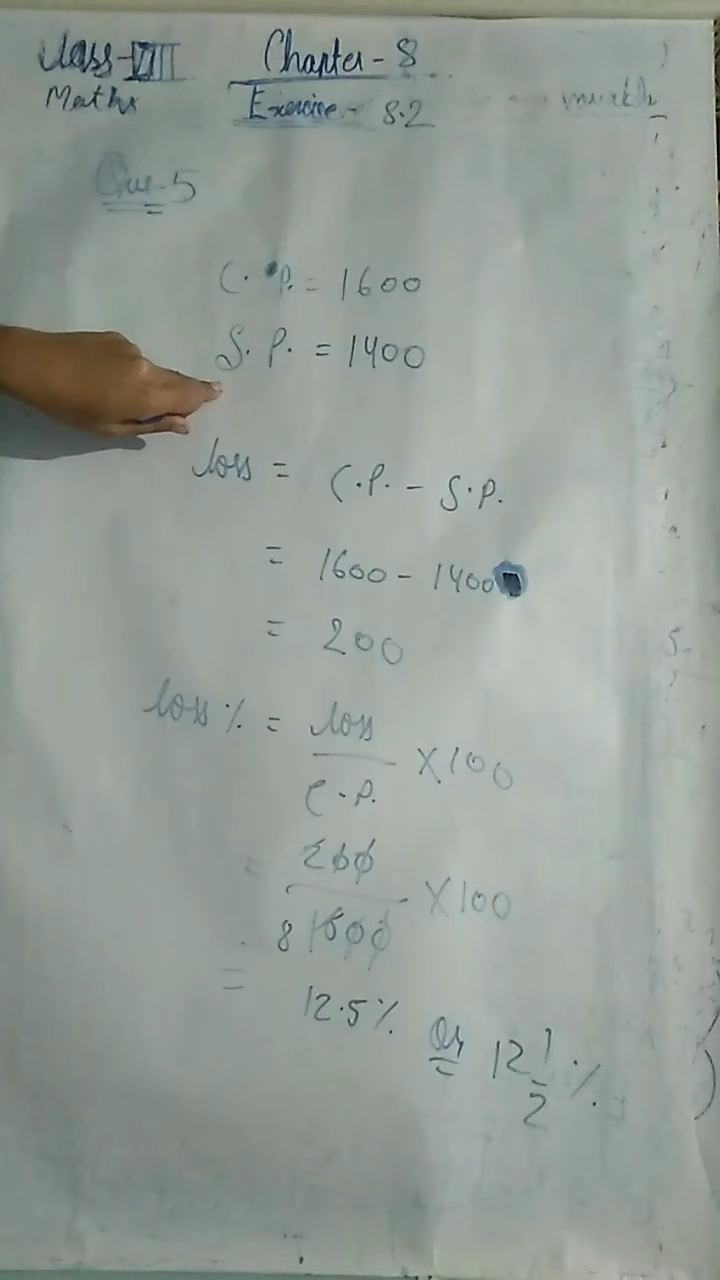 Class-VIII
Chapter - 8
Maths
Exercise - 8.2
Que-5
C.P. = 1600
S.P. = 1400
loss = C.P. - S.P.
= 1600 - 1400
= 200
loss % = loss/C.P. × 100
= 200/1600 × 100
8
= 12.5% Or 12 1/2 %